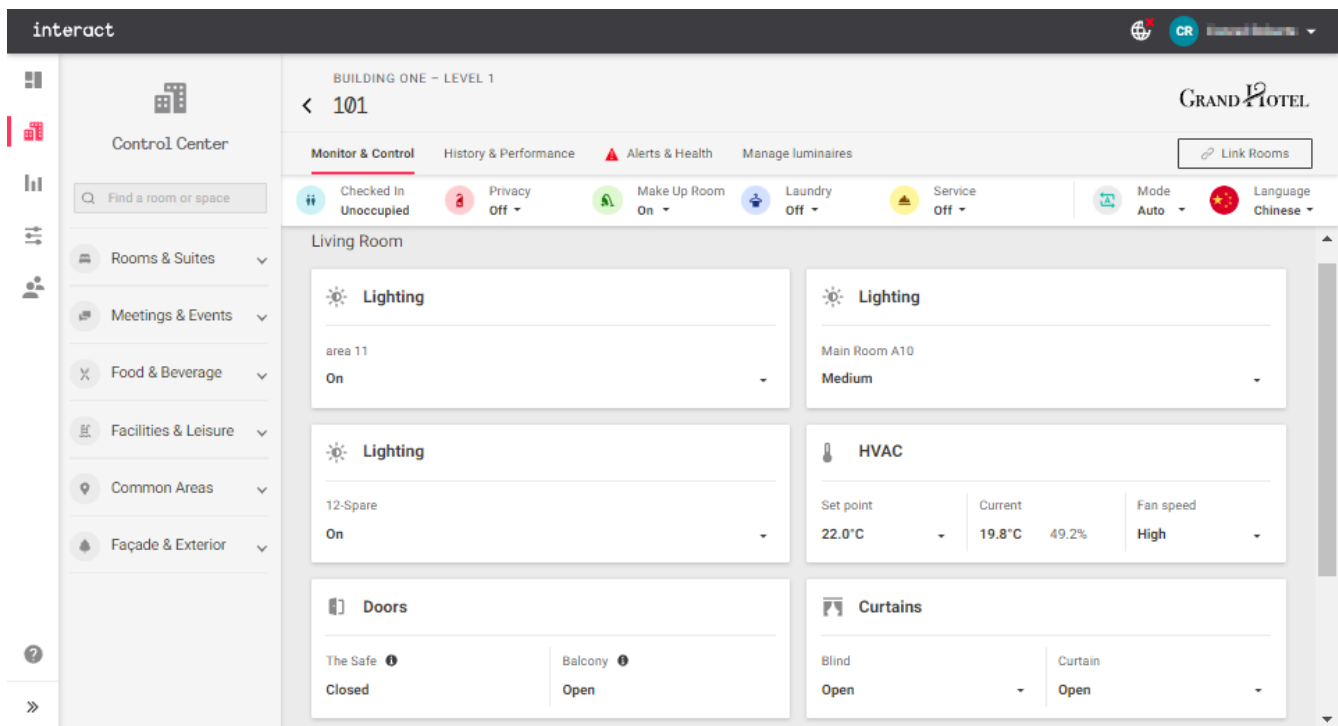 interact
CR
BUILDING ONE – LEVEL 1
101
GRAND HOTEL
Control Center
Monitor & Control History & Performance Alerts & Health Manage luminaires Link Rooms
Find a room or space
Checked In Privacy Make Up Room Laundry Service Mode Language
Unoccupied Off On Off Off Auto Chinese
Rooms & Suites
Meetings & Events
Food & Beverage
Facilities & Leisure
Common Areas
Façade & Exterior
Living Room
Lighting
area 11
On
Lighting
Main Room A10
Medium
Lighting
12-Spare
On
HVAC
Set point Current Fan speed
22.0°C 19.8°C 49.2% High
Doors
The Safe Balcony
Closed Open
Curtains
Blind Curtain
Open Open